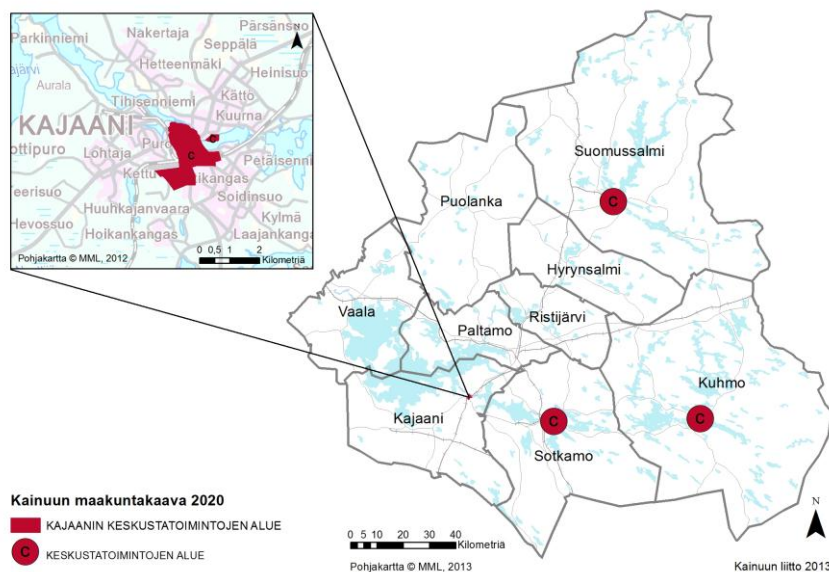 Parkinniemi
Pärsänsuo
Nakertaja
Seppälä
N
Hetteenmäki
Heinisuo
Aurala
Tihisenniemi
Kättö
Kuurna
KAJAANI
C
Lohtaja
Kettu
Petäisenni
ikangas
Soidinsuo
Huuhkajanvaara
Hevossuo
Hoikankangas
Kylmä
Laajankanga
Pohjakartta © MML, 2012
0 0,5 1 2
Kilometriä
Suomussalmi
C
Puolanka
Hyrynsalmi
Vaala
Paltamo
Ristijärvi
Kuhmo
Kajaani
C
C
Sotkamo
Kainuun maakuntakaava 2020
KAJAANIN KESKUSTATOIMINTOJEN ALUE
C KESKUSTATOIMINTOJEN ALUE
0 5 10 20 30 40
Kilometriä
Pohjakartta © MML, 2013
N
Kainuun liitto 2013